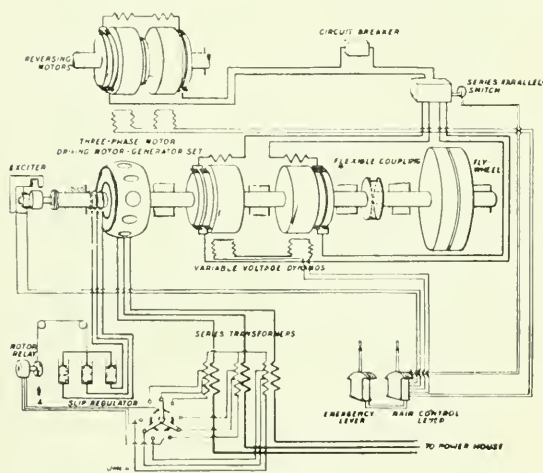 CIRCUIT BREAKER
REVERSING
MOTORS
SERIES PARALLEL
SWITCH
THREE-PHASE MOTOR
DRIVING MOTOR-GENERATOR SET
EXCITER
FLEXIBLE COUPLING
FLY
WHEEL
VARIABLE VOLTAGE DYNAMOS
SERIES TRANSFORMERS
MOTOR
RELAY
SLIP REGULATOR
EMERGENCY
LEVER
MAIN CONTROL
LEVER
TO POWER HOUSE